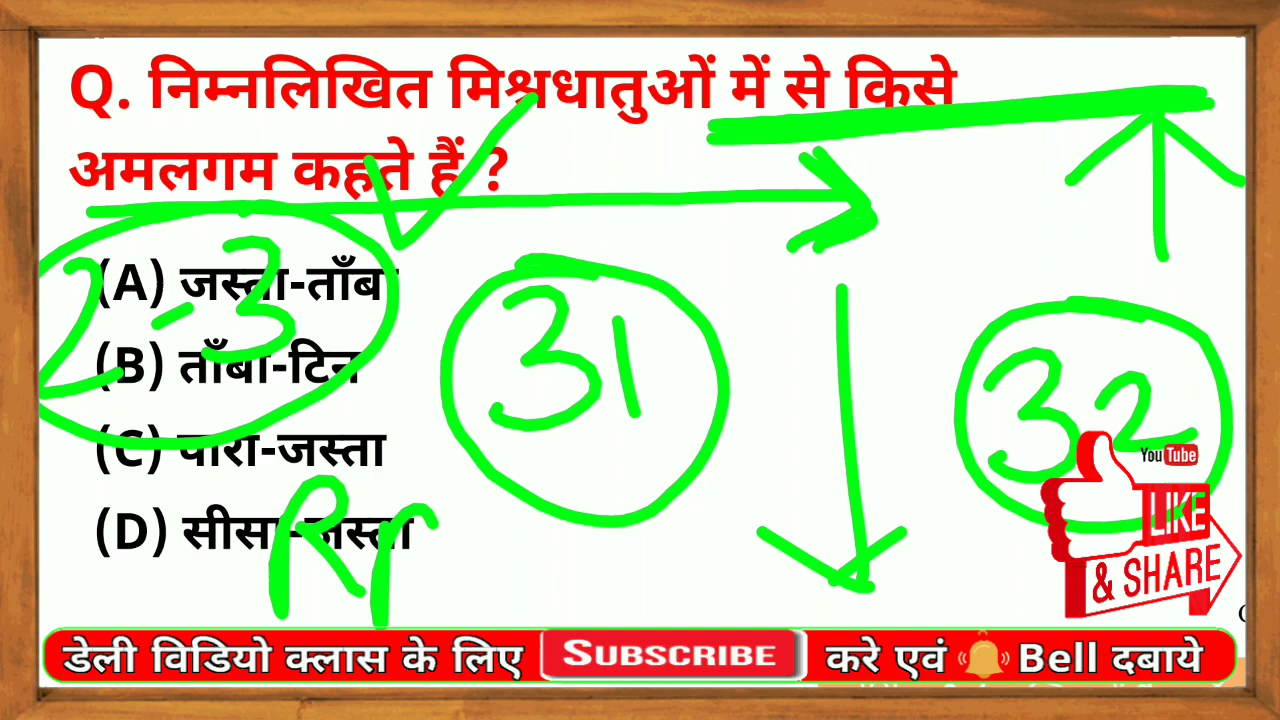 Q. निम्नलिखित मिश्रधातुओं में से किसे
अमलगम कहते हैं ?
(A) जस्ता-ताँबा
(B) ताँबा-टिन
(C) पारा-जस्ता
(D) सीसा-जस्ता
2-3
31
32
Rr
YouTube
LIKE
& SHARE
डेली विडियो क्लास के लिए SUBSCRIBE करे एवं Bell दबाये